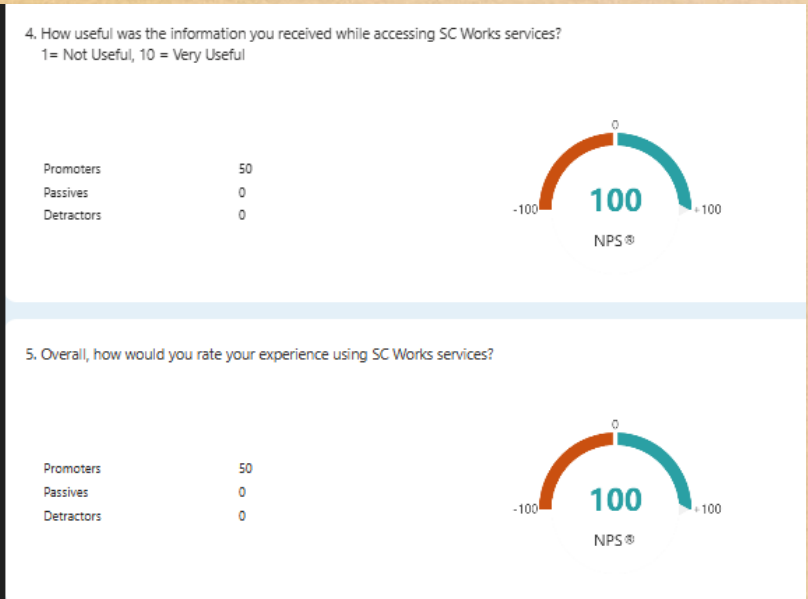 4. How useful was the information you received while accessing SC Works services?
1= Not Useful, 10 = Very Useful
Promoters 50
Passives 0
Detractors 0
0
-100
100
+100
NPS®
5. Overall, how would you rate your experience using SC Works services?
Promoters 50
Passives 0
Detractors 0
0
-100
100
+100
NPS®